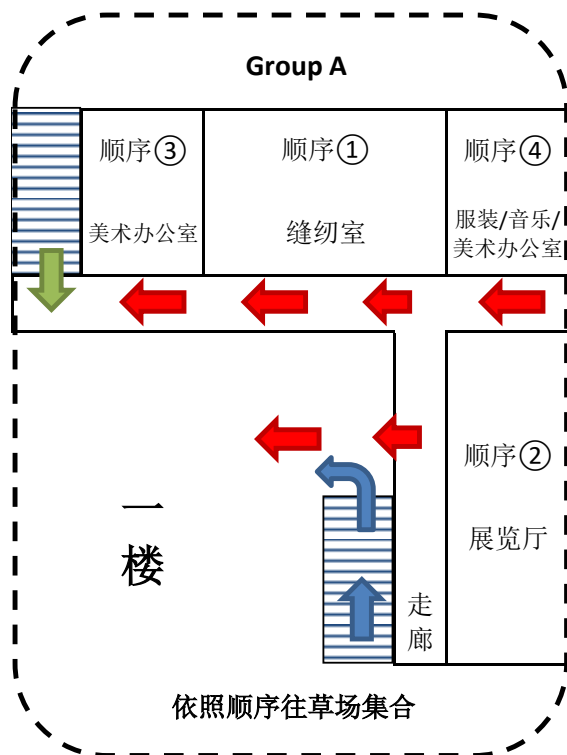 Group A
顺序③
顺序①
顺序④
美术办公室
缝纫室
服装/音乐/
美术办公室
顺序②
展览厅
一
楼
走
廊
依照顺序往草场集合